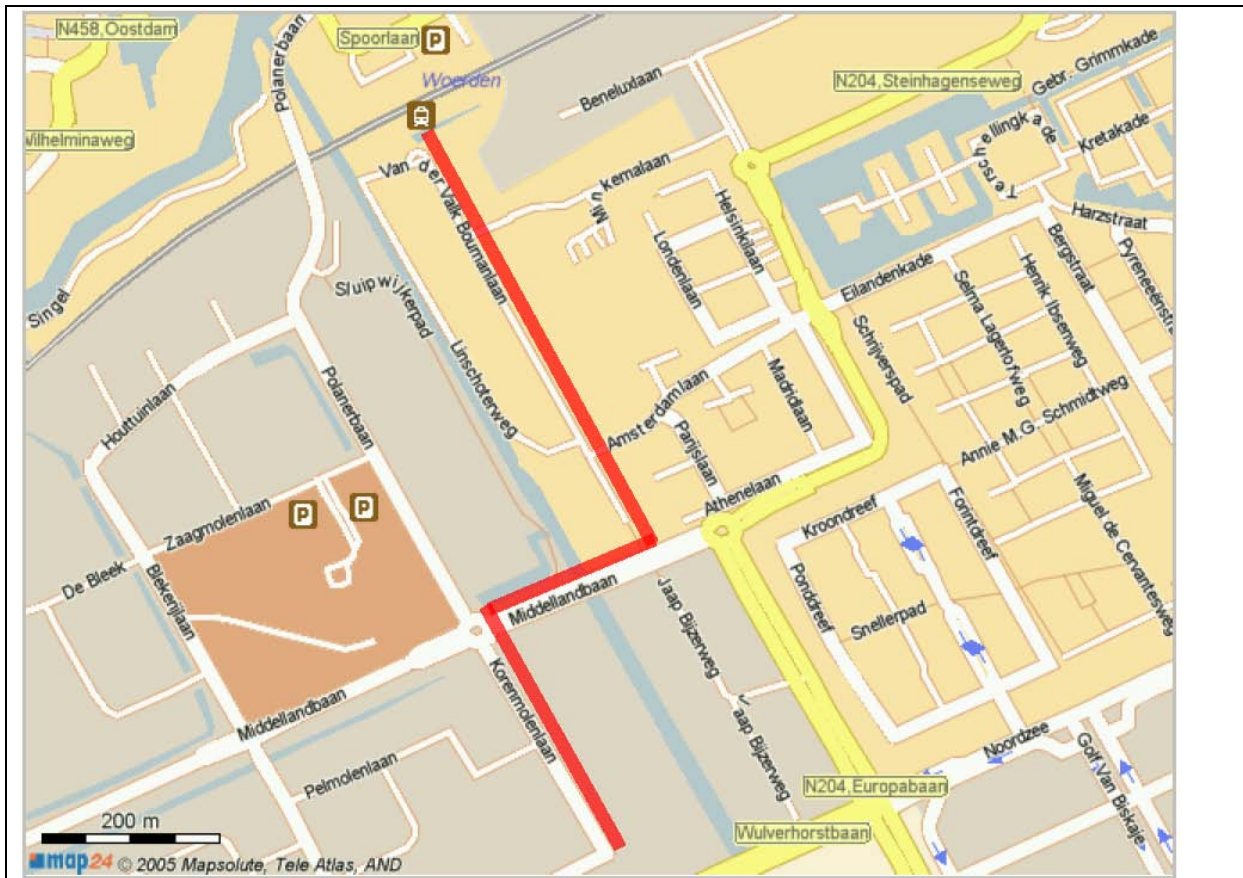 N458,Oostdam
Spoorlaan
P
Woerden
Polanerbaan
Beneluxlaan
N204,Steinhagenseweg
Gebr. Grimmkade
Wilhelminaweg
Terschellingkade
Kretakade
Van der Valk Boumanlaan
Mijkenmalaan
Helsinkilaan
Harzstraat
Londenlaan
Bergstraat
Eilandenkade
Singel
Sluipwijkerpad
Henrik Ibsenweg
Selma Lagerlofweg
Schrijverspad
Linschoterweg
Polanerbaan
Madridlaan
Houttuinlaan
Amsterdamlaan
Parijslaan
Annie M.G. Schmidtweg
Athenelaan
P
P
Zaagmolenlaan
Kroondreef
Forintdreef
Miguel de Cervantesweg
De Bleek
Blekerijlaan
Middellandbaan
Jaap Bijzerweg
Ponddreef
Snellerpad
Korenmolenlaan
Middellandbaan
Jaap Bijzerweg
Noordzee
Golf Van Biskaje
Pelmolenlaan
N204,Europabaan
200 m
Wulverhorstbaan
map24 © 2005 Mapsolute, Tele Atlas, AND